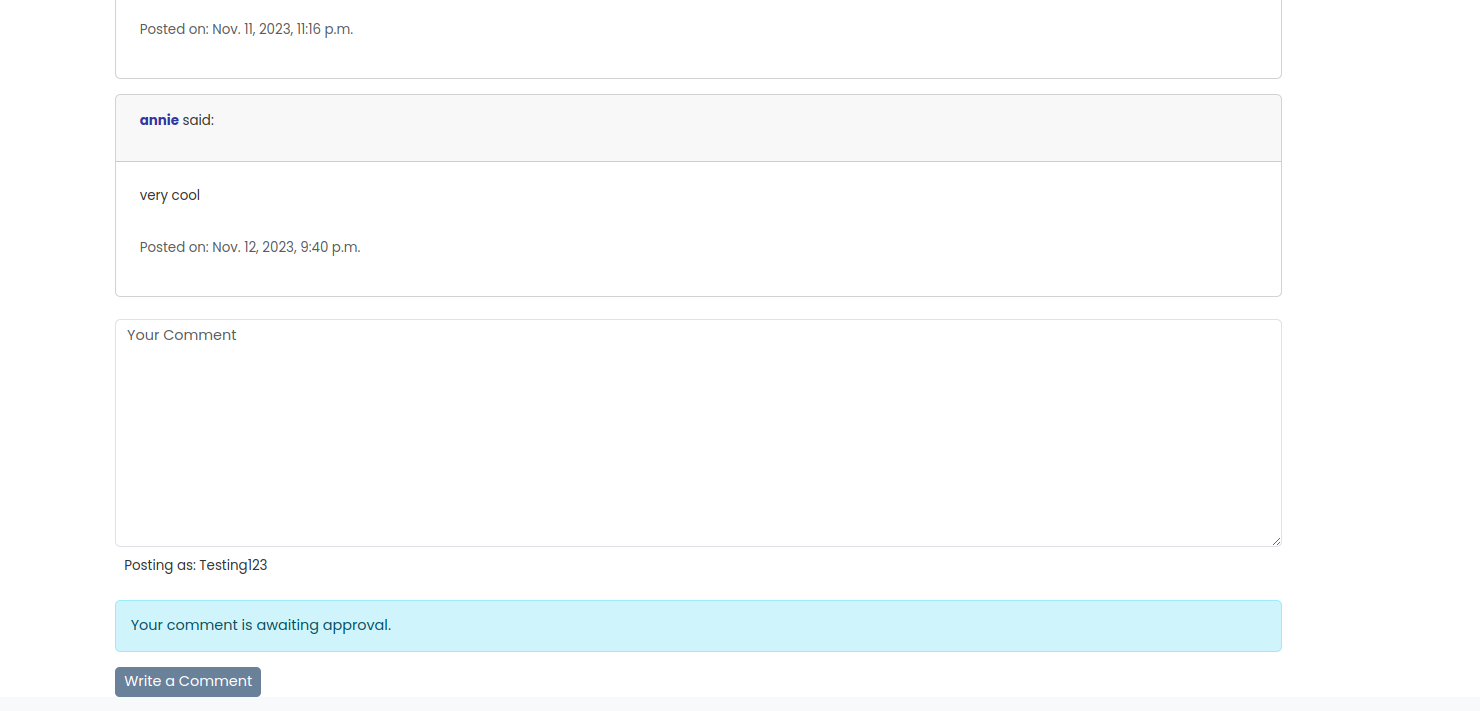 Posted on: Nov. 11, 2023, 11:16 p.m.
annie said:
very cool
Posted on: Nov. 12, 2023, 9:40 p.m.
Your Comment
Posting as: Testing123
Your comment is awaiting approval.
Write a Comment